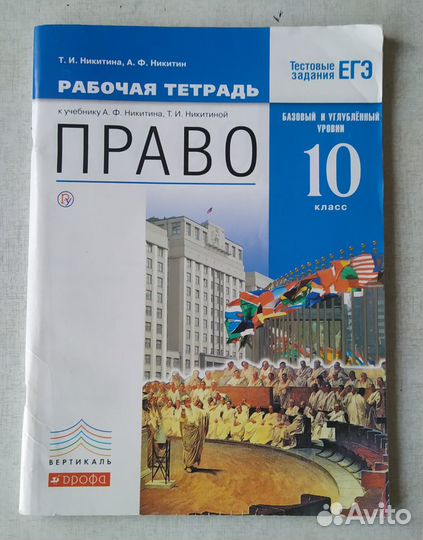 Т. И. Никитина, А. Ф. Никитин
РАБОЧАЯ ТЕТРАДЬ
к учебнику А. Ф. Никитина, Т. И. Никитиной
ПРАВО
Тестовые
задания ЕГЭ
БАЗОВЫЙ И УГЛУБЛЁННЫЙ
УРОВНИ
10
КЛАСС
ВЕРТИКАЛЬ
ДРОФА
Avito